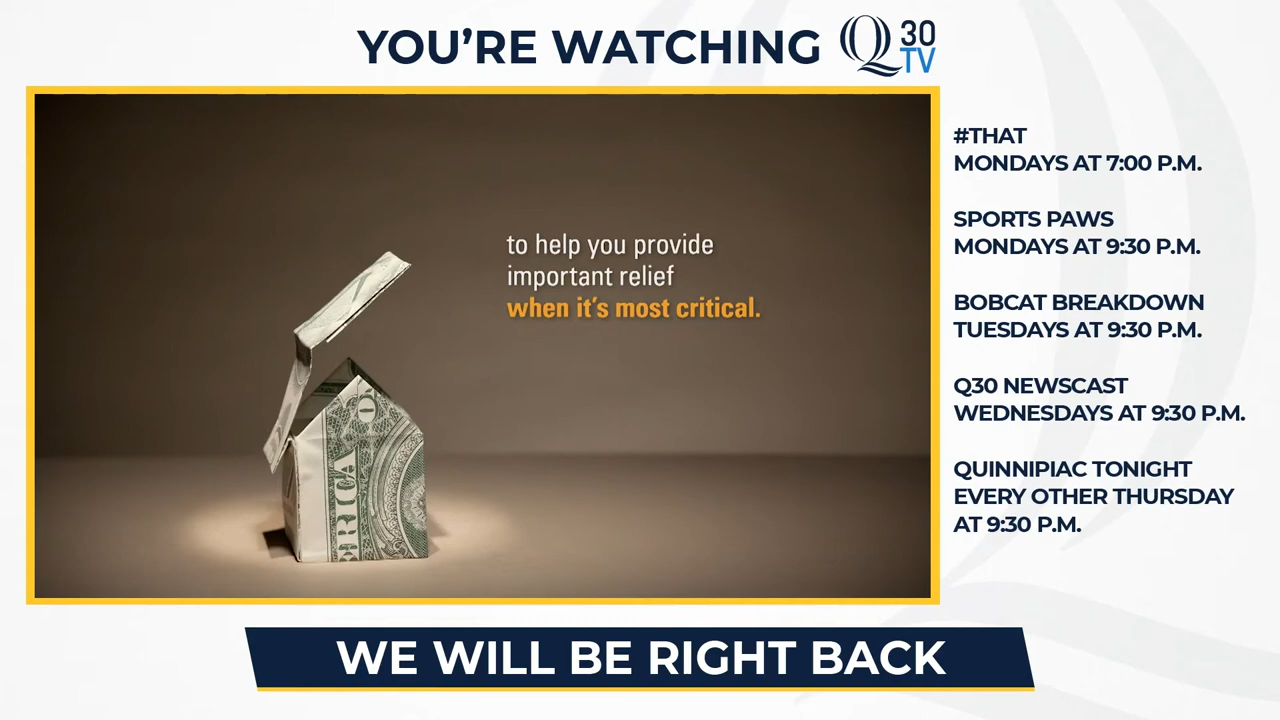 YOU'RE WATCHING Q 30 TV
to help you provide
important relief
when it's most critical.
ERICA
#THAT
MONDAYS AT 7:00 P.M.
SPORTS PAWS
MONDAYS AT 9:30 P.M.
BOBCAT BREAKDOWN
TUESDAYS AT 9:30 P.M.
Q30 NEWSCAST
WEDNESDAYS AT 9:30 P.M.
QUINNIPIAC TONIGHT
EVERY OTHER THURSDAY
AT 9:30 P.M.
WE WILL BE RIGHT BACK